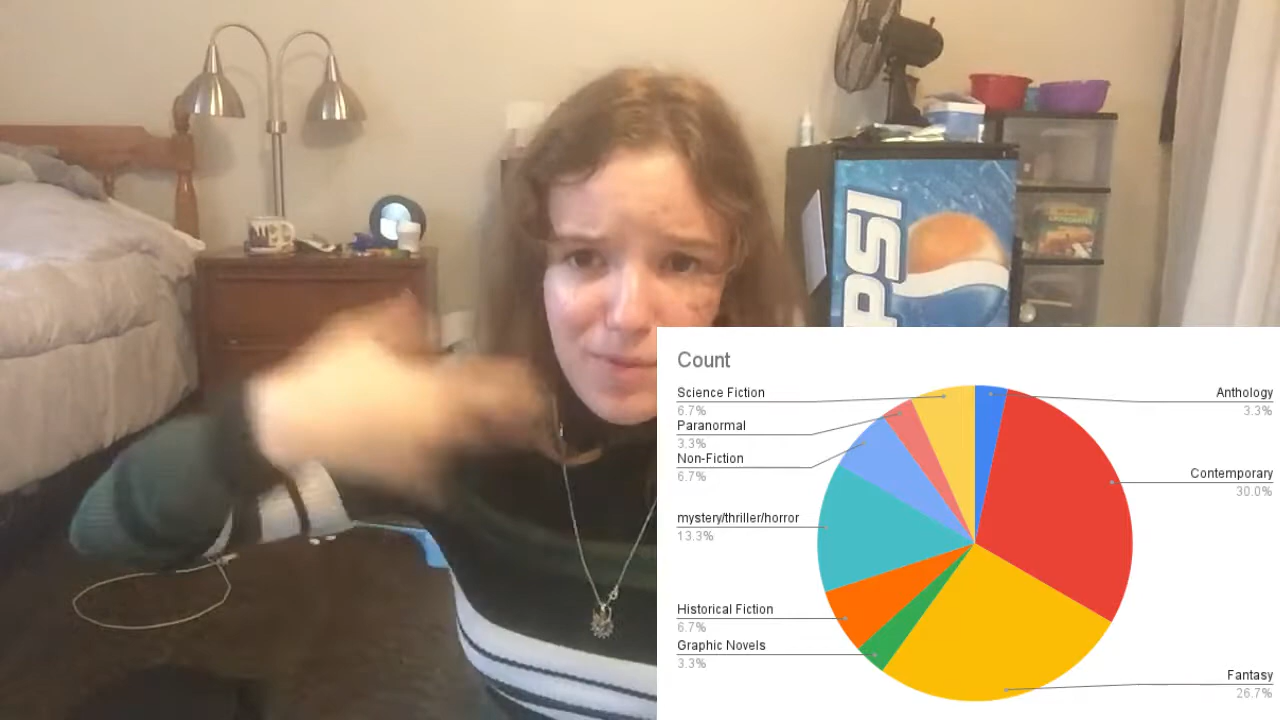 PSI
Count
Science Fiction
6.7%
Paranormal
3.3%
Non-Fiction
6.7%
mystery/thriller/horror
13.3%
Historical Fiction
6.7%
Graphic Novels
3.3%
Anthology
3.3%
Contemporary
30.0%
Fantasy
26.7%